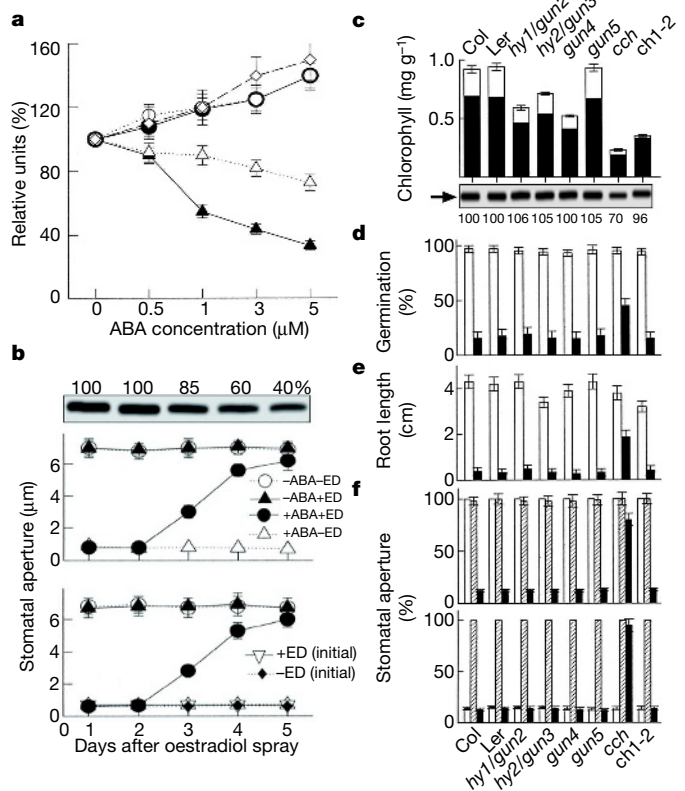 a
160
120
80
40
0
Relative units (%)
0 0.5 1 3 5
ABA concentration (μM)
b
100 100 85 60 40%
6
4
2
0
–ABA–ED
–ABA+ED
+ABA+ED
+ABA–ED
Stomatal aperture (μm)
6
4
2
0
+ED (initial)
–ED (initial)
0 1 2 3 4 5
Days after oestradiol spray
c
Col Ler hy1/gun2 hy2/gun3 gun4 gun5 cch ch1-2
1.0
0.5
Chlorophyll (mg g–1)
100 100 106 105 100 105 70 96
d
100
50
0
Germination
(%)
e
4
2
0
Root length
(cm)
f
100
50
0
Stomatal aperture
(%)
100
50
0
Col Ler hy1/gun2 hy2/gun3 gun4 gun5 cch ch1-2